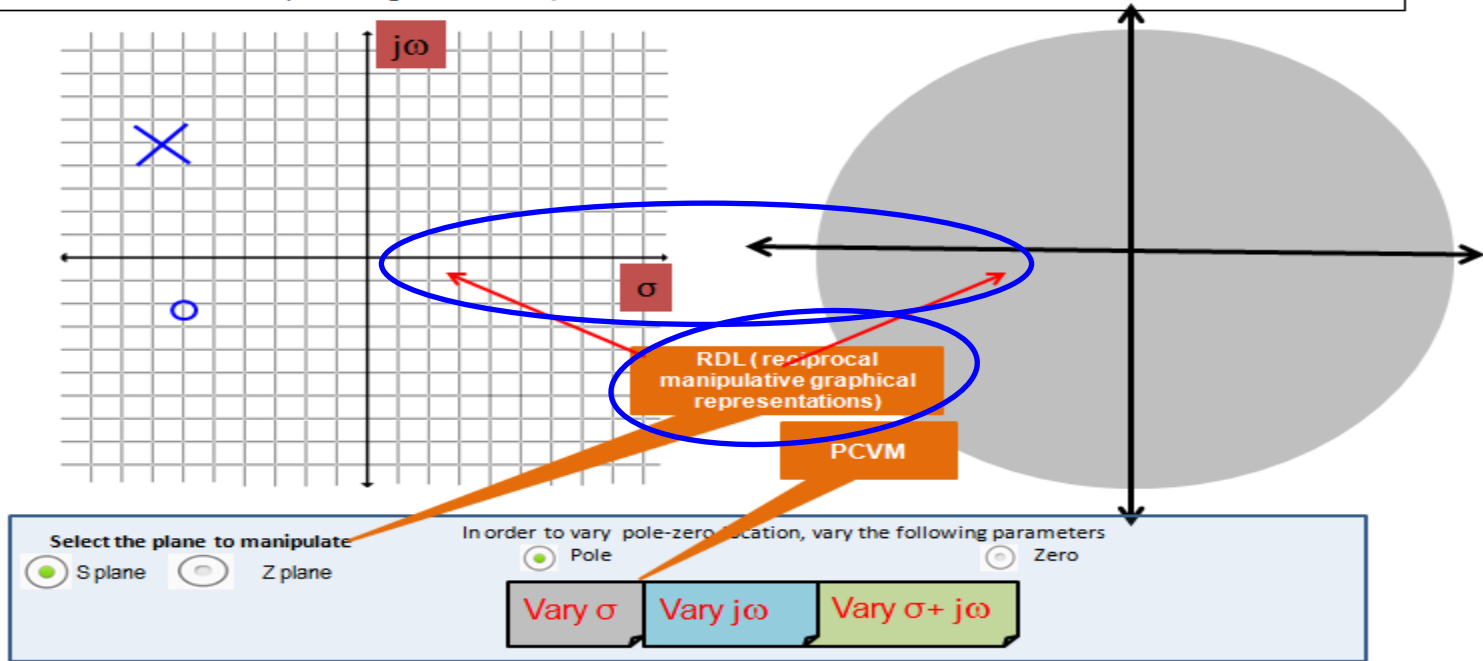 jω
σ
RDL ( reciprocal
manipulative graphical
representations)
PCVM
Select the plane to manipulate
S plane
Z plane
In order to vary pole-zero location, vary the following parameters
Pole
Zero
Vary σ
Vary jω
Vary σ+ jω